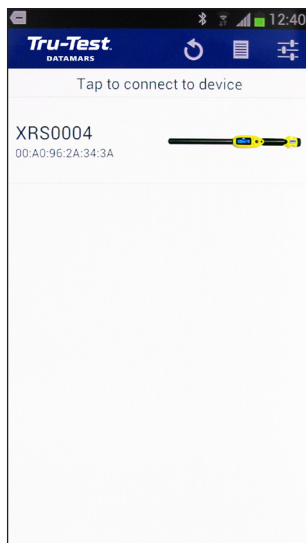 12:40
Tru-Test
DATAMARS
Tap to connect to device
XRS0004
00:A0:96:2A:34:3A